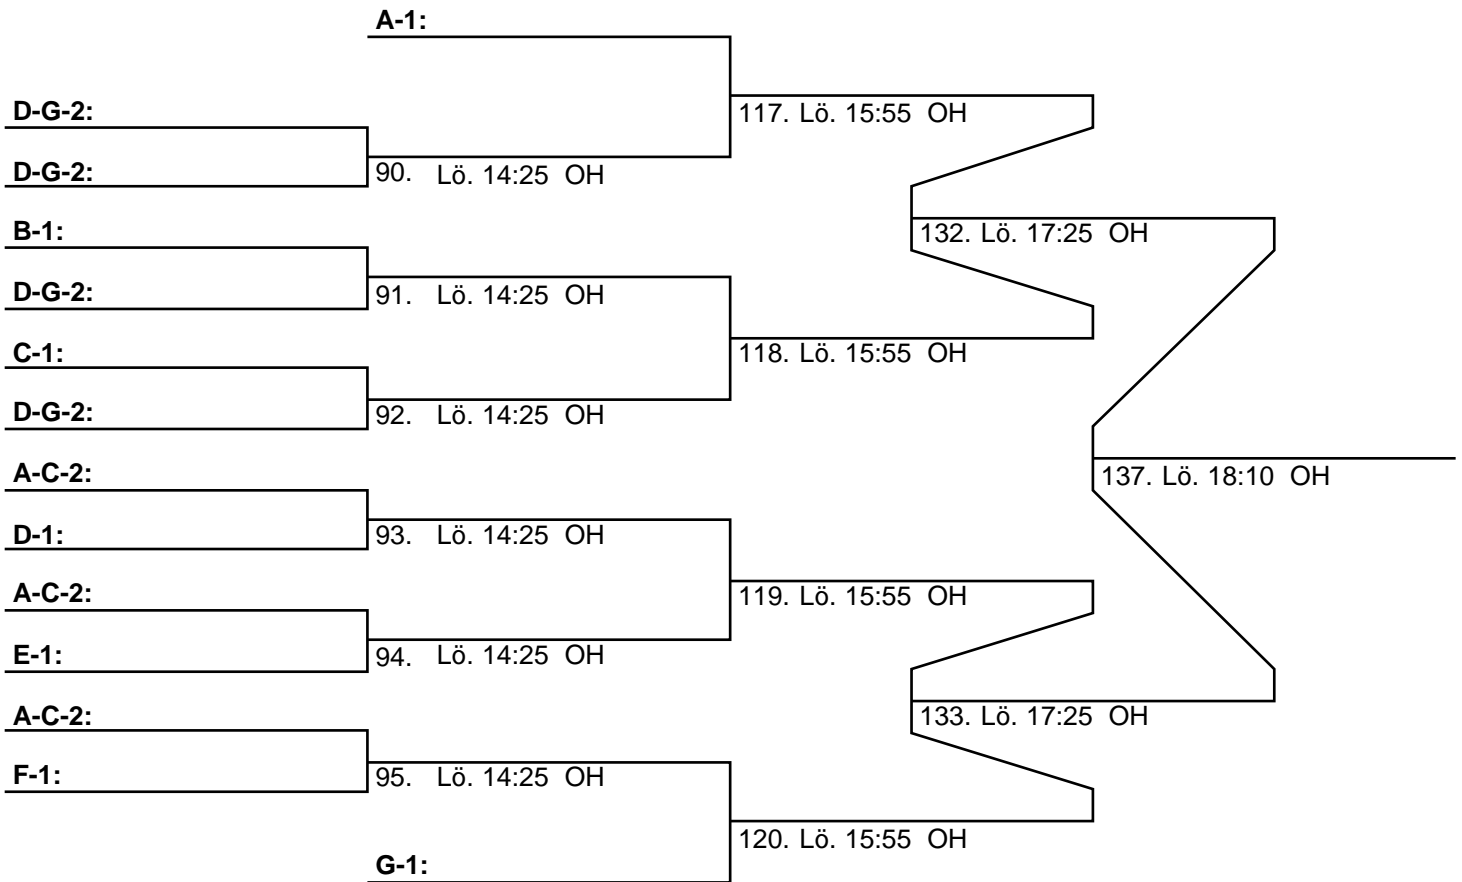 A-1:
D-G-2:
117. Lö. 15:55 OH
D-G-2:
90. Lö. 14:25 OH
B-1:
132. Lö. 17:25 OH
D-G-2:
91. Lö. 14:25 OH
C-1:
118. Lö. 15:55 OH
D-G-2:
92. Lö. 14:25 OH
A-C-2:
137. Lö. 18:10 OH
D-1:
93. Lö. 14:25 OH
A-C-2:
119. Lö. 15:55 OH
E-1:
94. Lö. 14:25 OH
A-C-2:
133. Lö. 17:25 OH
F-1:
95. Lö. 14:25 OH
120. Lö. 15:55 OH
G-1: